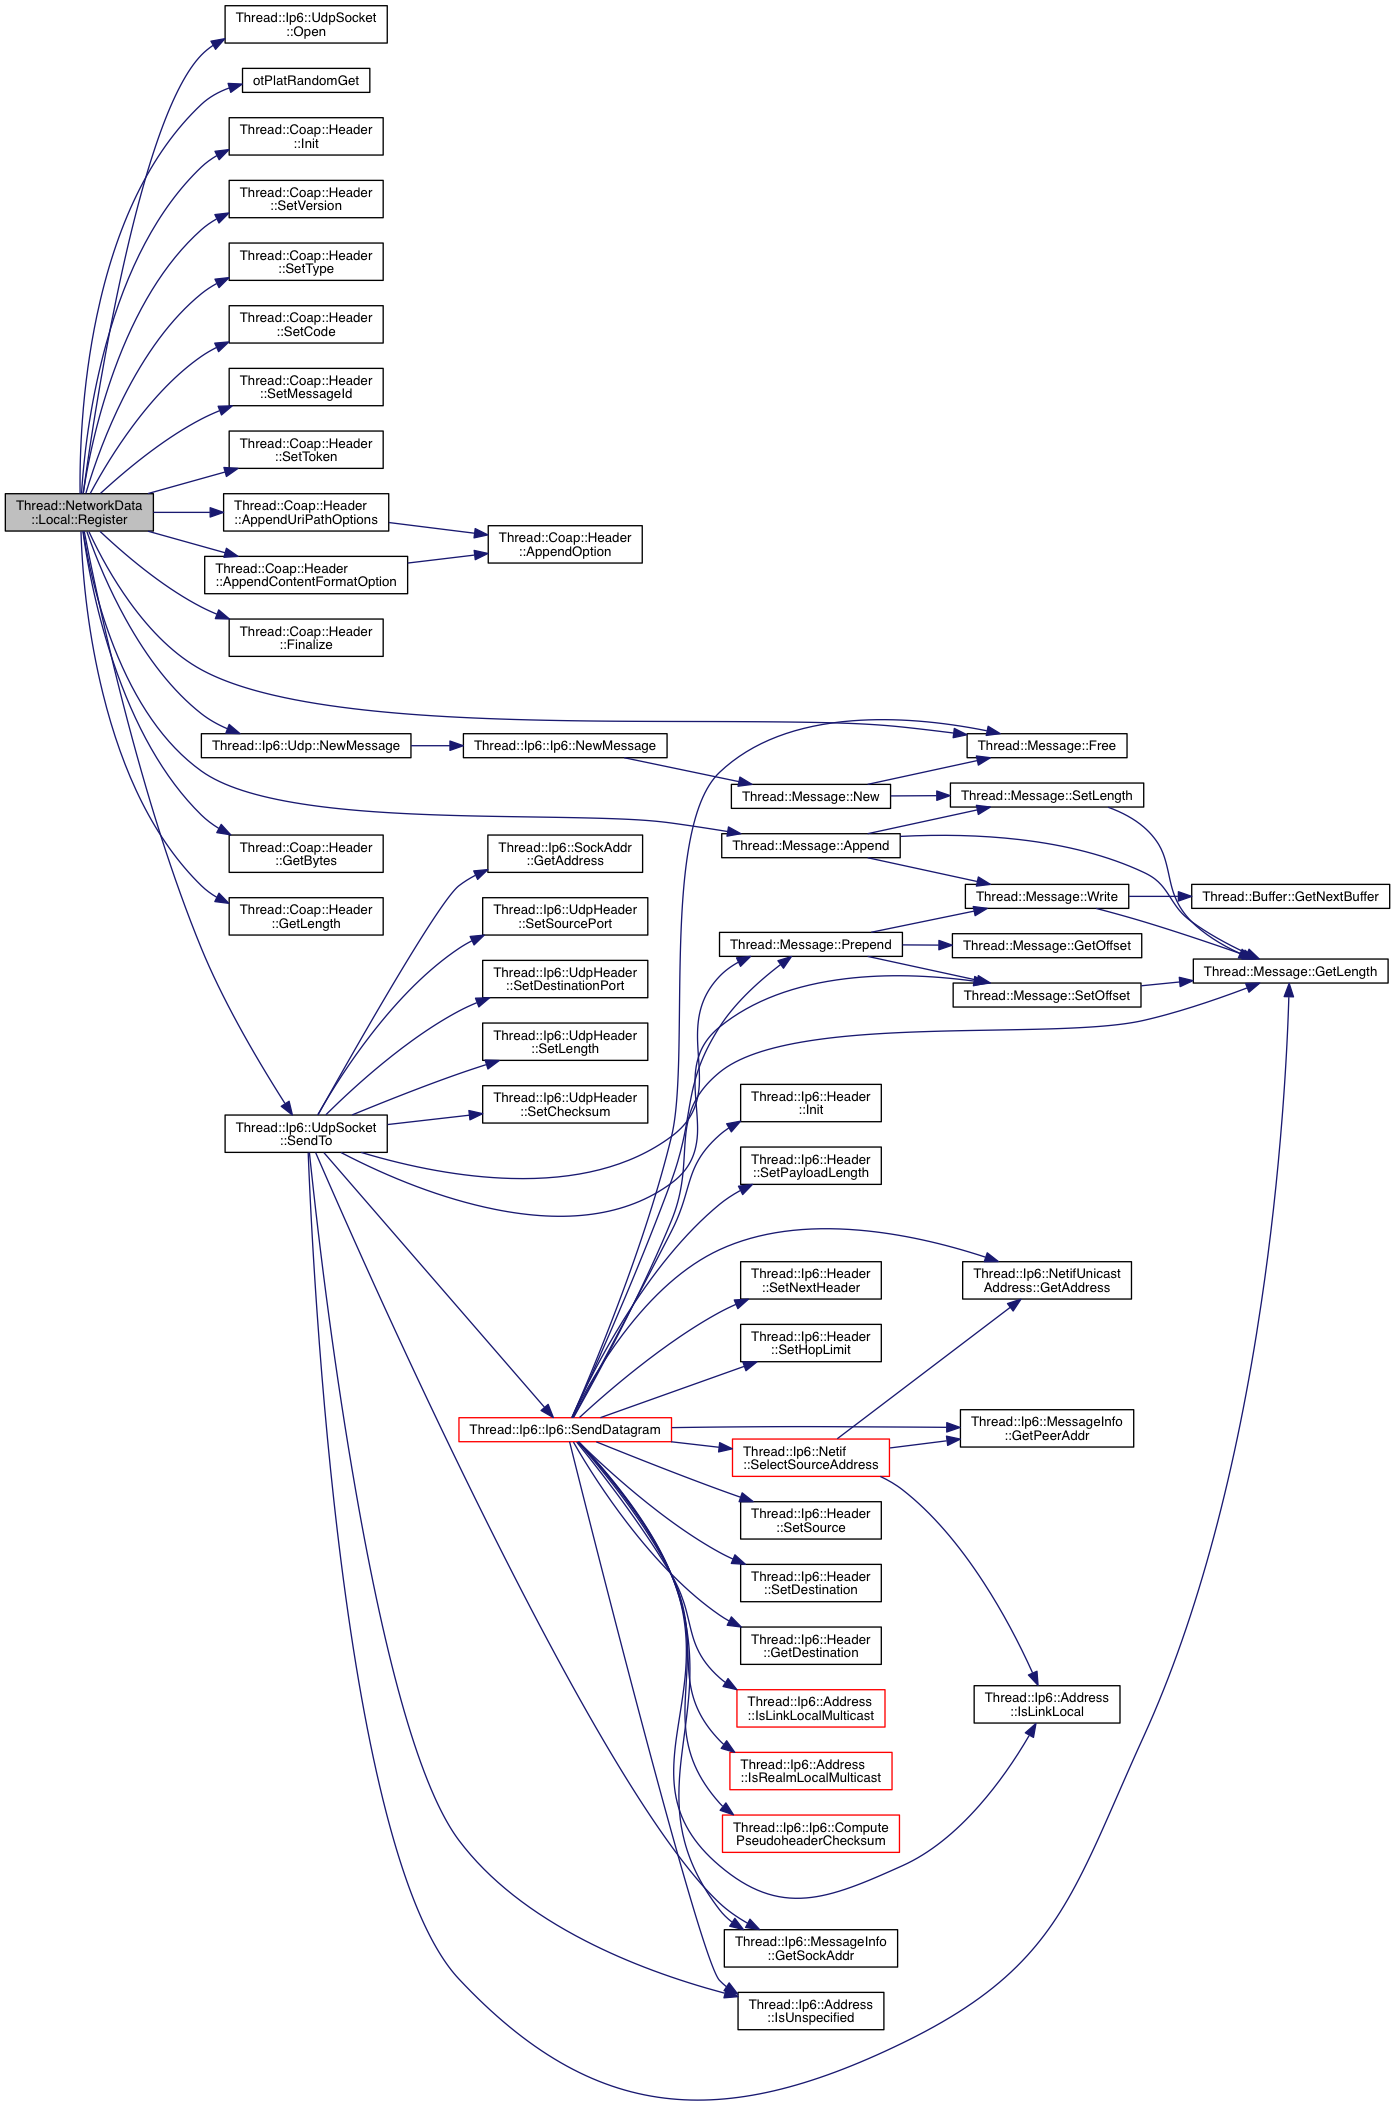 Thread::Ip6::UdpSocket
::Open
otPlatRandomGet
Thread::Coap::Header
::Init
Thread::Coap::Header
::SetVersion
Thread::Coap::Header
::SetType
Thread::Coap::Header
::SetCode
Thread::Coap::Header
::SetMessageId
Thread::Coap::Header
::SetToken
Thread::NetworkData
::Local::Register
Thread::Coap::Header
::AppendUriPathOptions
Thread::Coap::Header
::AppendOption
Thread::Coap::Header
::AppendContentFormatOption
Thread::Coap::Header
::Finalize
Thread::Ip6::Udp::NewMessage
Thread::Ip6::Ip6::NewMessage
Thread::Message::Free
Thread::Message::New
Thread::Message::SetLength
Thread::Message::Append
Thread::Coap::Header
::GetBytes
Thread::Ip6::SockAddr
::GetAddress
Thread::Message::Write
Thread::Buffer::GetNextBuffer
Thread::Coap::Header
::GetLength
Thread::Ip6::UdpHeader
::SetSourcePort
Thread::Message::Prepend
Thread::Message::GetOffset
Thread::Message::GetLength
Thread::Ip6::UdpHeader
::SetDestinationPort
Thread::Message::SetOffset
Thread::Ip6::UdpHeader
::SetLength
Thread::Ip6::UdpHeader
::SetChecksum
Thread::Ip6::Header
::Init
Thread::Ip6::UdpSocket
::SendTo
Thread::Ip6::Header
::SetPayloadLength
Thread::Ip6::Header
::SetNextHeader
Thread::Ip6::NetifUnicast
Address::GetAddress
Thread::Ip6::Header
::SetHopLimit
Thread::Ip6::Ip6::SendDatagram
Thread::Ip6::MessageInfo
::GetPeerAddr
Thread::Ip6::Netif
::SelectSourceAddress
Thread::Ip6::Header
::SetSource
Thread::Ip6::Header
::SetDestination
Thread::Ip6::Header
::GetDestination
Thread::Ip6::Address
::IsLinkLocalMulticast
Thread::Ip6::Address
::IsLinkLocal
Thread::Ip6::Address
::IsRealmLocalMulticast
Thread::Ip6::Ip6::Compute
PseudoheaderChecksum
Thread::Ip6::MessageInfo
::GetSockAddr
Thread::Ip6::Address
::IsUnspecified